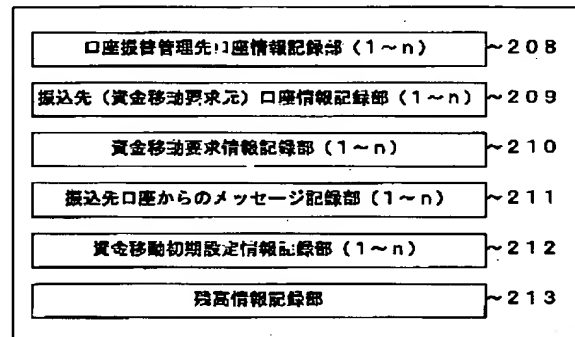 口座振替管理先口座情報記録部（1～n） ～208
振込先（資金移動要求元）口座情報記録部（1～n） ～209
資金移動要求情報記録部（1～n） ～210
振込先口座からのメッセージ記録部（1～n） ～211
資金移動初期設定情報記録部（1～n） ～212
残高情報記録部 ～213